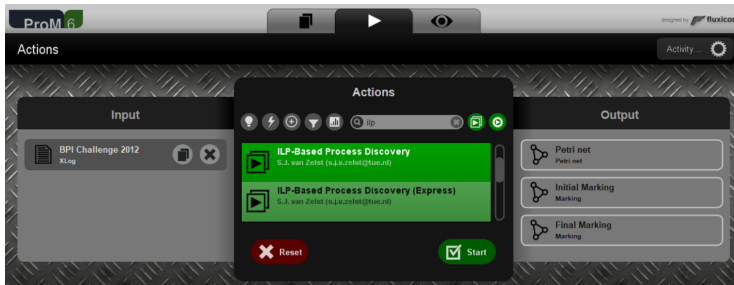 ProM 6
designed by fluxicon
Actions
Activity...
Input
BPI Challenge 2012
XLog
Actions
ilp
ILP-Based Process Discovery
S.J. van Zelst (s.j.v.zelst@tue.nl)
ILP-Based Process Discovery (Express)
S.J. van Zelst (s.j.v.zelst@tue.nl)
Reset
Start
Output
Petri net
Petri net
Initial Marking
Marking
Final Marking
Marking